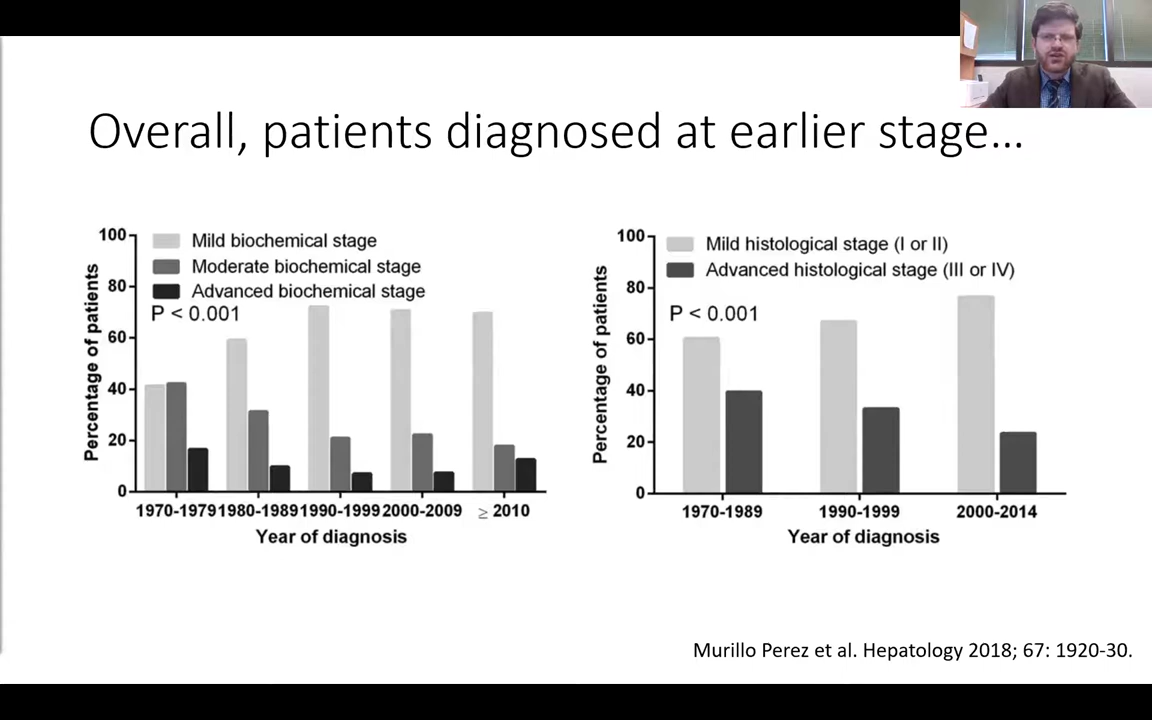 Overall, patients diagnosed at earlier stage...
100
80
60
40
20
0
Percentage of patients
Mild biochemical stage
Moderate biochemical stage
Advanced biochemical stage
P < 0.001
1970-1979 1980-1989 1990-1999 2000-2009 ≥ 2010
Year of diagnosis
100
80
60
40
20
0
Percentage of patients
Mild histological stage (I or II)
Advanced histological stage (III or IV)
P < 0.001
1970-1989 1990-1999 2000-2014
Year of diagnosis
Murillo Perez et al. Hepatology 2018; 67: 1920-30.